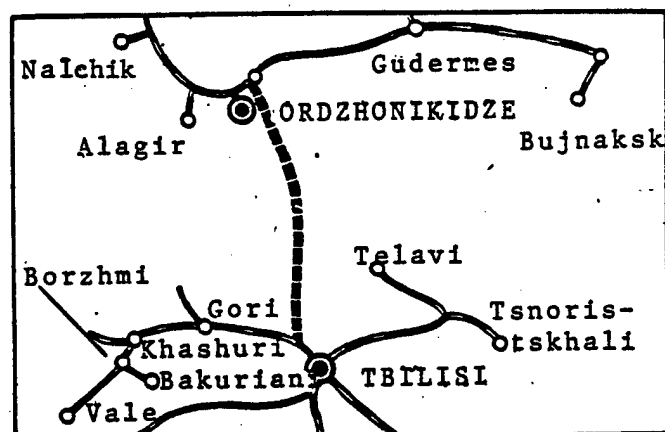 Nalchik
Güdermes
ORDZHONIKIDZE
Alagir
Bujnaksk
Telavi
Borzhmi
Gori
Tsnoris-
tskhali
Khashuri
Bakuriani
TBILISI
Vale